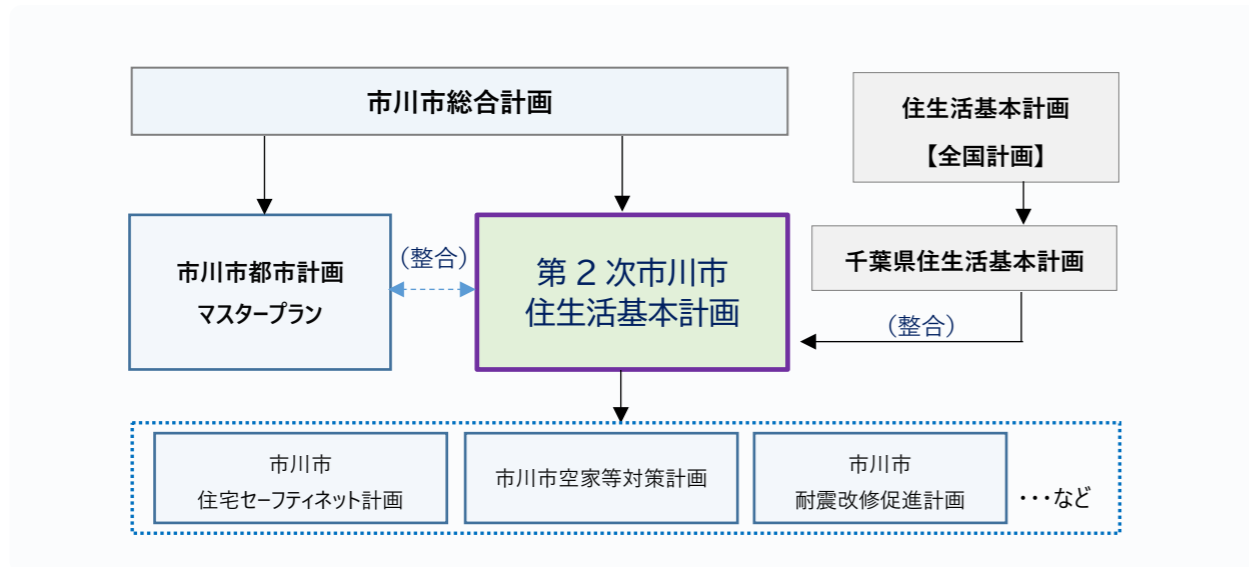 市川市総合計画
住生活基本計画
【全国計画】
市川市都市計画
マスタープラン
（整合）
第２次市川市
住生活基本計画
千葉県住生活基本計画
（整合）
市川市
住宅セーフティネット計画
市川市空家等対策計画
市川市
耐震改修促進計画
・・・など